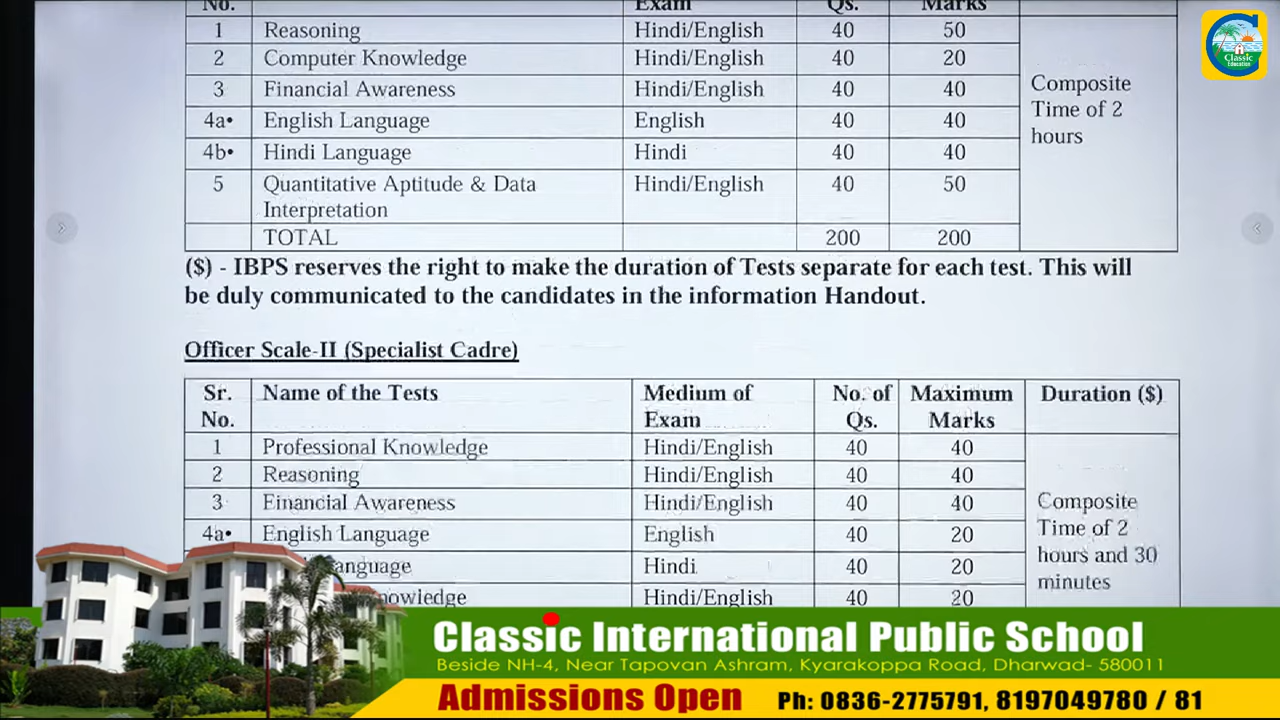 No. Exam Qs. Marks
1 Reasoning Hindi/English 40 50
2 Computer Knowledge Hindi/English 40 20
3 Financial Awareness Hindi/English 40 40
4a• English Language English 40 40
4b• Hindi Language Hindi 40 40
5 Quantitative Aptitude & Data Interpretation Hindi/English 40 50
TOTAL 200 200
Composite
Time of 2
hours
($) - IBPS reserves the right to make the duration of Tests separate for each test. This will
be duly communicated to the candidates in the information Handout.
Officer Scale-II (Specialist Cadre)
Sr. No. Name of the Tests Medium of Exam No. of Qs. Maximum Marks Duration ($)
1 Professional Knowledge Hindi/English 40 40
2 Reasoning Hindi/English 40 40
3 Financial Awareness Hindi/English 40 40
4a• English Language English 40 20
Hindi 40 20
Hindi/English 40 20
Composite
Time of 2
hours and 30
minutes
Classic
Education
Classic International Public School
Beside NH-4, Near Tapovan Ashram, Kyarakoppa Road, Dharwad- 580011
Admissions Open Ph: 0836-2775791, 8197049780 / 81